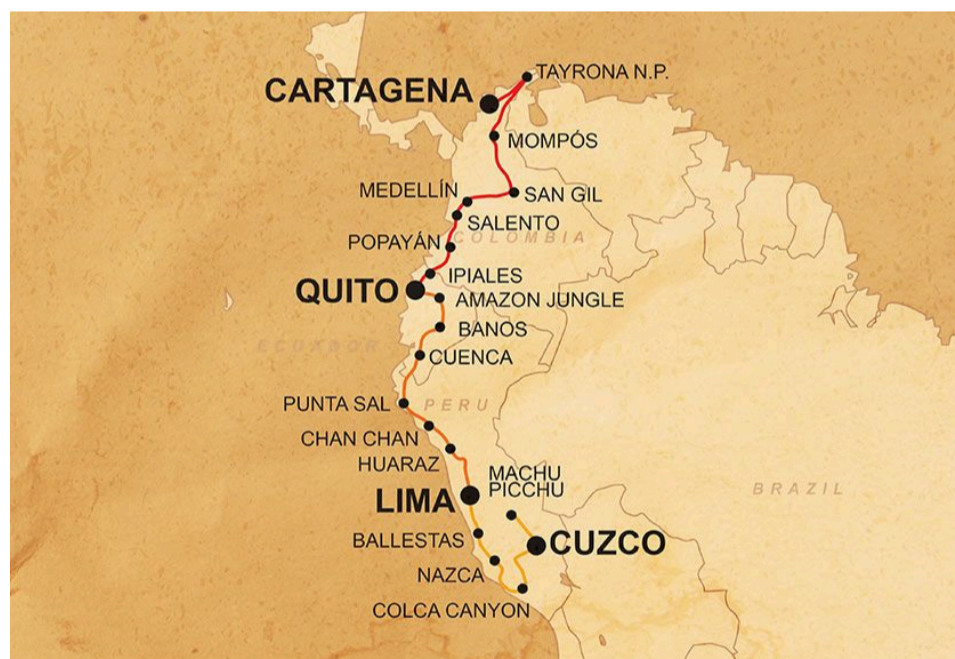 TAYRONA N.P.
CARTAGENA
MOMPÓS
MEDELLÍN
SAN GIL
SALENTO
POPAYÁN
COLOMBIA
IPIALES
QUITO
AMAZON JUNGLE
BANOS
ECUADOR
CUENCA
PUNTA SAL
PERU
CHAN CHAN
HUARAZ
MACHU
PICCHU
LIMA
BRAZIL
BALLESTAS
CUZCO
NAZCA
COLCA CANYON